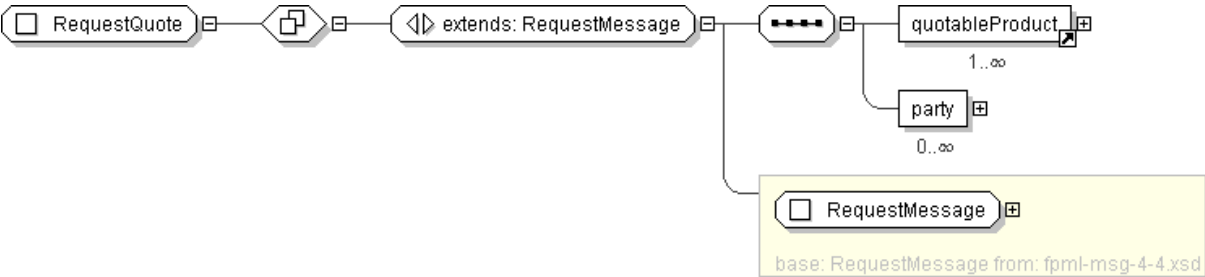 RequestQuote
extends: RequestMessage
quotableProduct
1..∞
party
0..∞
RequestMessage
base: RequestMessage from: fpml-msg-4-4.xsd